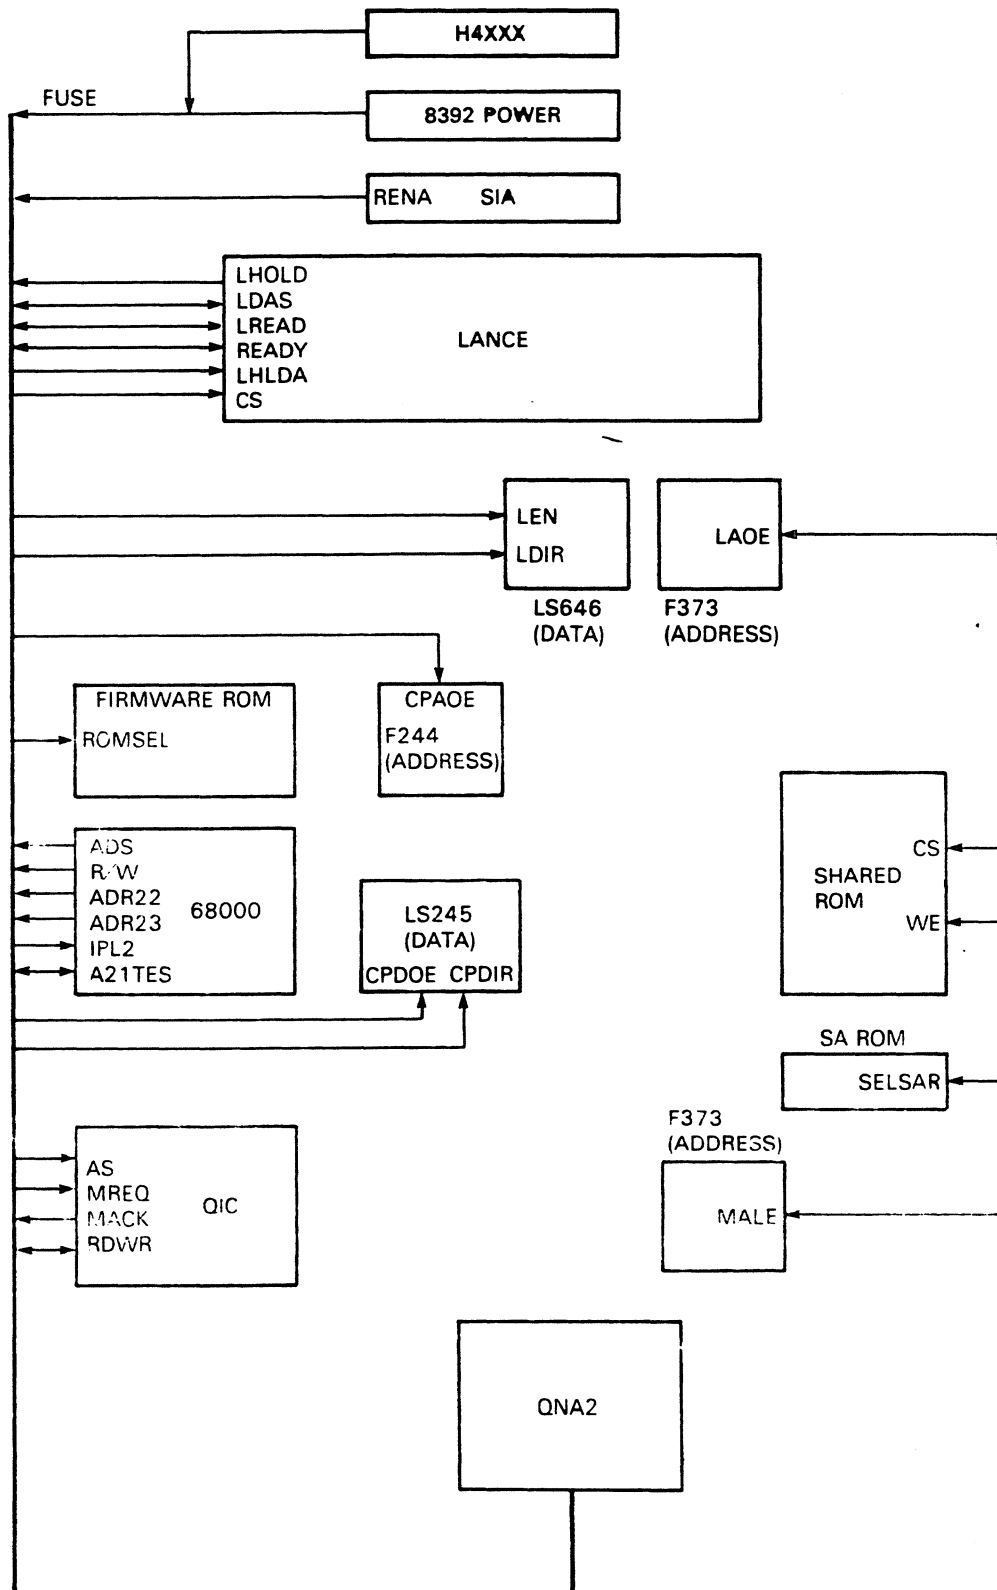 H4XXX
FUSE
8392 POWER
RENA SIA
LHOLD
LDAS
LREAD
READY
LHLDA
CS
LANCE
LEN
LDIR
LS646
(DATA)
LAOE
F373
(ADDRESS)
FIRMWARE ROM
ROMSEL
CPAOE
F244
(ADDRESS)
ADS
R/W
ADR22
ADR23
IPL2
A21TES
68000
LS245
(DATA)
CPDOE CPDIR
CS
SHARED
ROM
WE
SA ROM
SELSAR
F373
(ADDRESS)
MALE
AS
MREQ
MACK
RDWR
QIC
QNA2